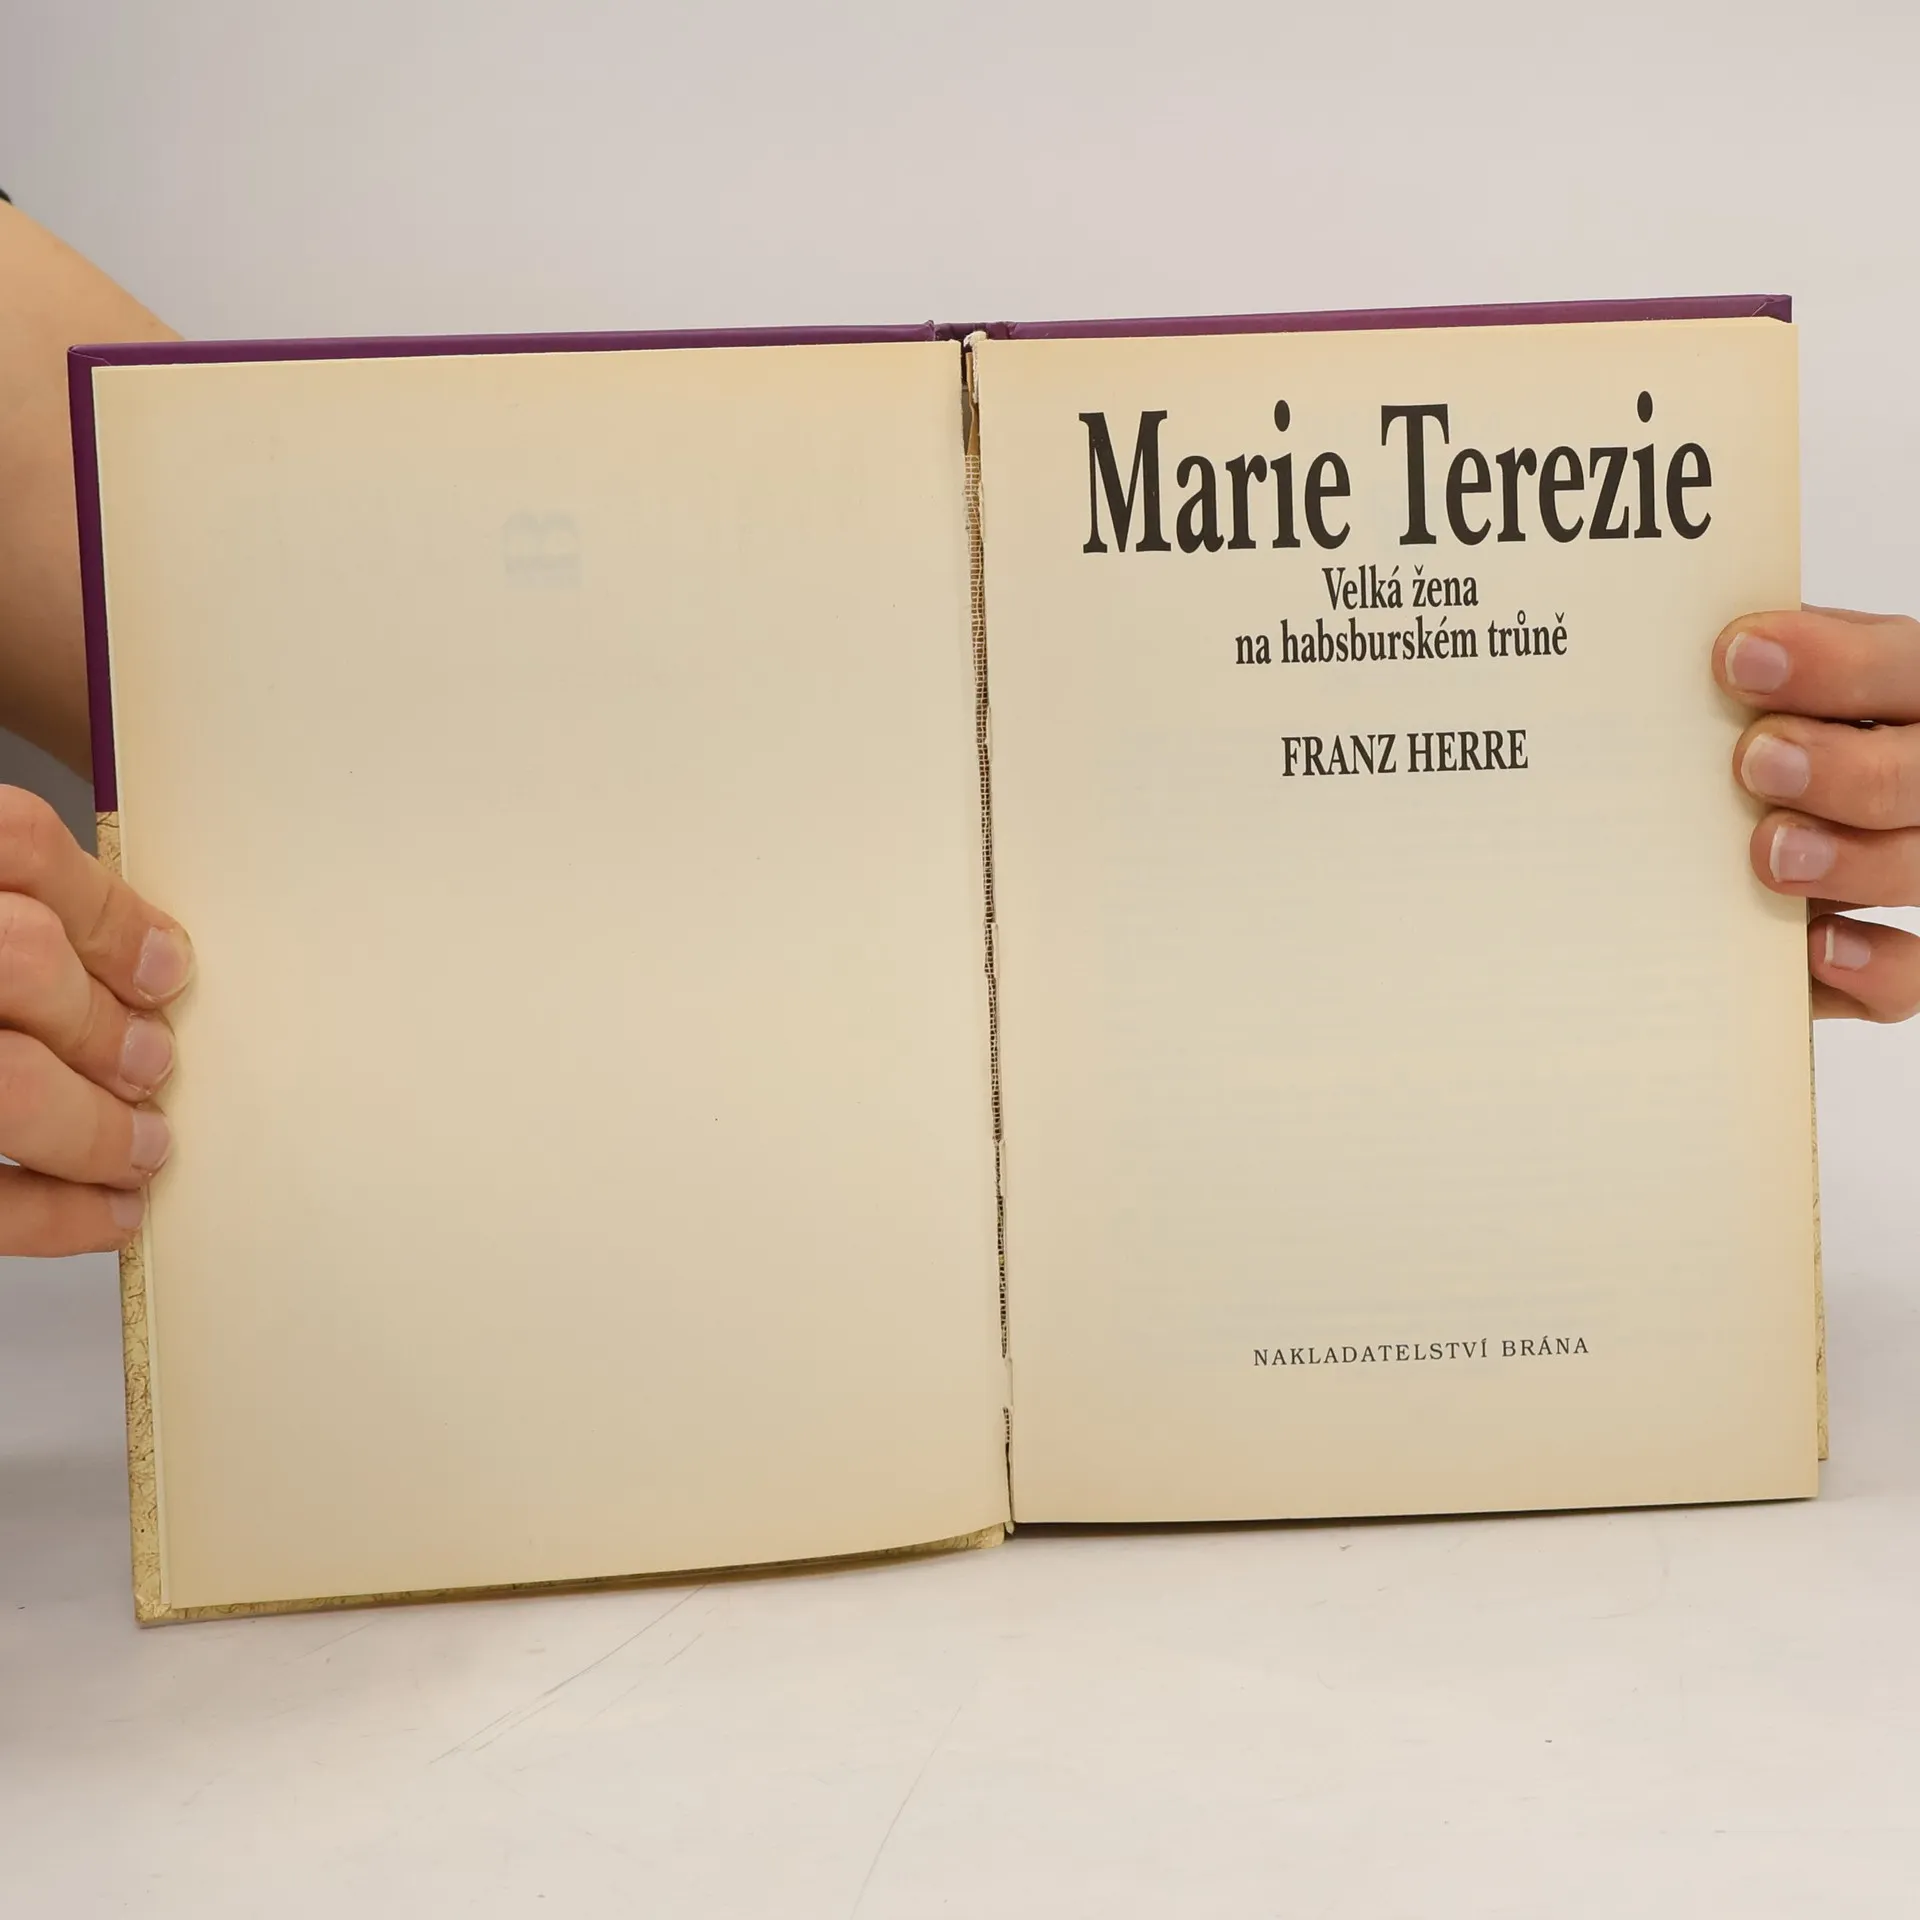 Marie Terezie
Velká žena
na habsburském trůně
FRANZ HERRE
NAKLADATELSTVÍ BRÁNA